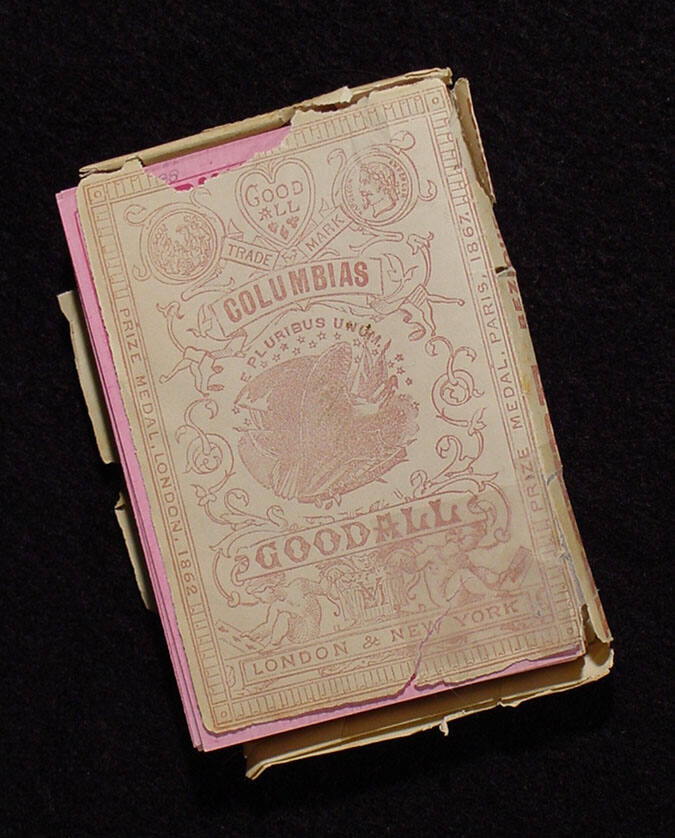 GOOD
ALL
TRADE MARK
COLUMBIAS
E PLURIBUS UNUM
GOODALL
LONDON & NEW YORK
PRIZE MEDAL, LONDON, 1862
PRIZE MEDAL, PARIS, 1867.